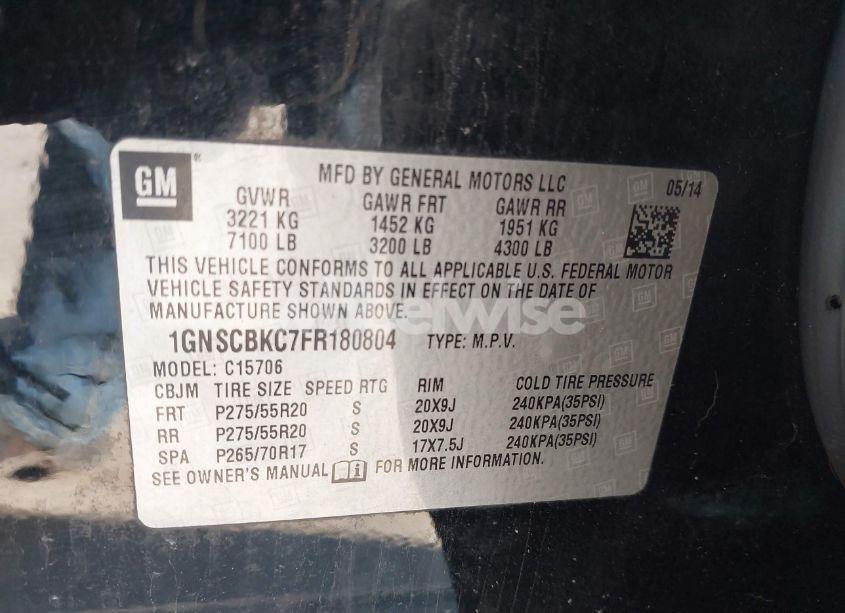 GM
MFD BY GENERAL MOTORS LLC 05/14
GVWR GAWR FRT GAWR RR
3221 KG 1452 KG 1951 KG
7100 LB 3200 LB 4300 LB
THIS VEHICLE CONFORMS TO ALL APPLICABLE U.S. FEDERAL MOTOR
VEHICLE SAFETY STANDARDS IN EFFECT ON THE DATE OF
MANUFACTURE SHOWN ABOVE.
1GNSCBKC7FR180804 TYPE: M.P.V.
MODEL: C15706
CBJM TIRE SIZE SPEED RTG RIM COLD TIRE PRESSURE
FRT P275/55R20 S 20X9J 240KPA(35PSI)
RR P275/55R20 S 20X9J 240KPA(35PSI)
SPA P265/70R17 S 17X7.5J 240KPA(35PSI)
SEE OWNER'S MANUAL FOR MORE INFORMATION.